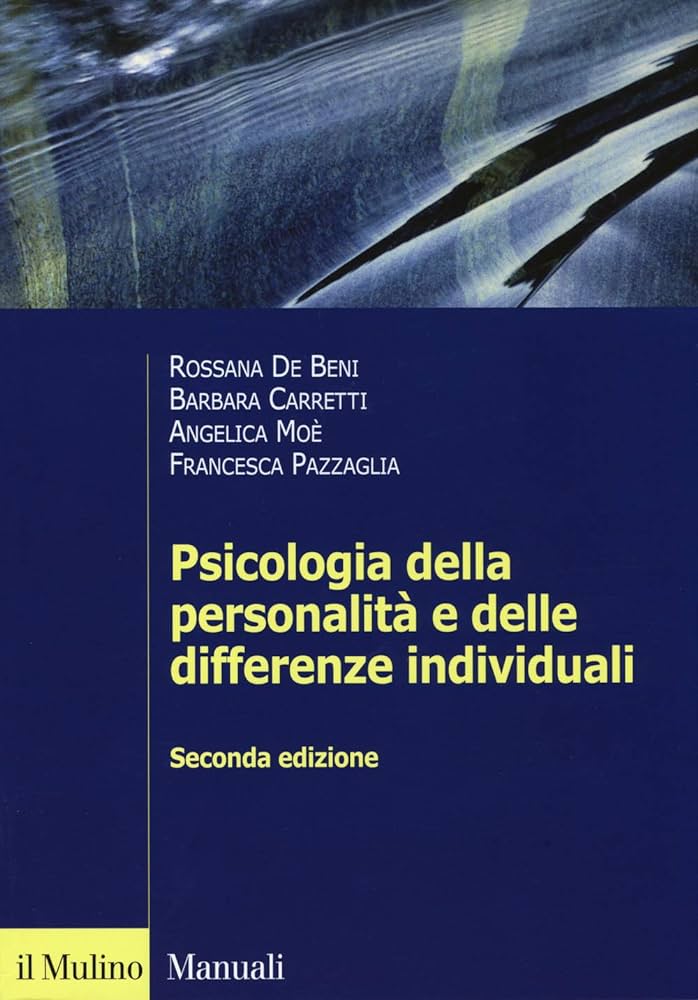 Rossana De Beni
Barbara Carretti
Angelica Moè
Francesca Pazzaglia
Psicologia della
personalità e delle
differenze individuali
Seconda edizione
il Mulino
Manuali